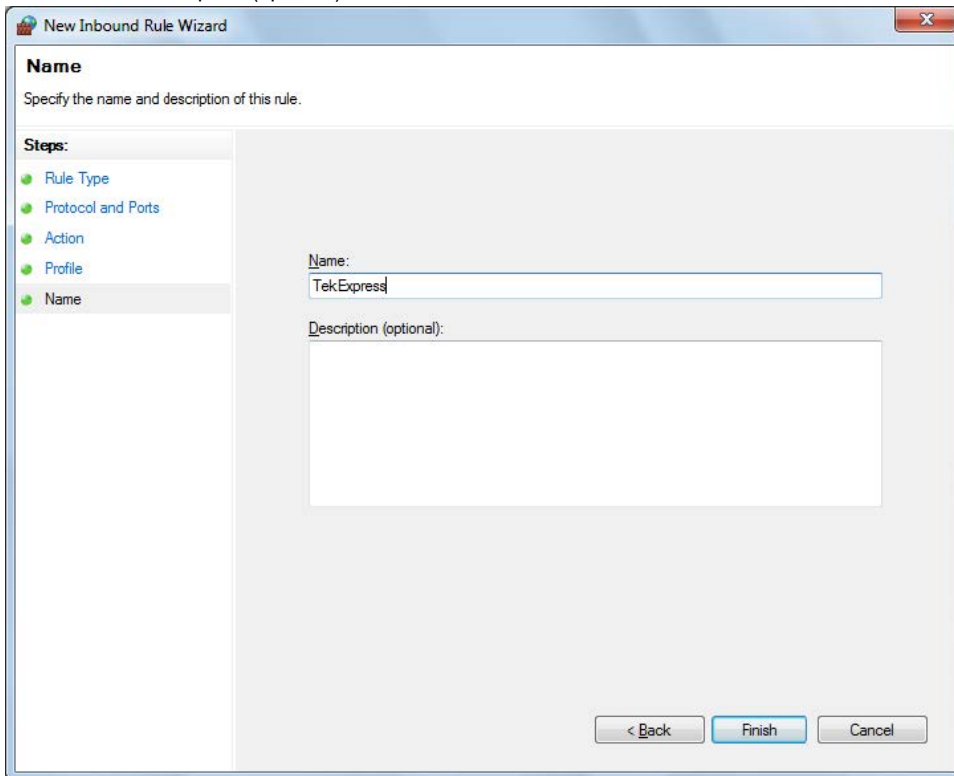 New Inbound Rule Wizard
Name
Specify the name and description of this rule.
Steps:
Rule Type
Protocol and Ports
Action
Profile
Name
Name:
TekExpress
Description (optional):
< Back
Finish
Cancel